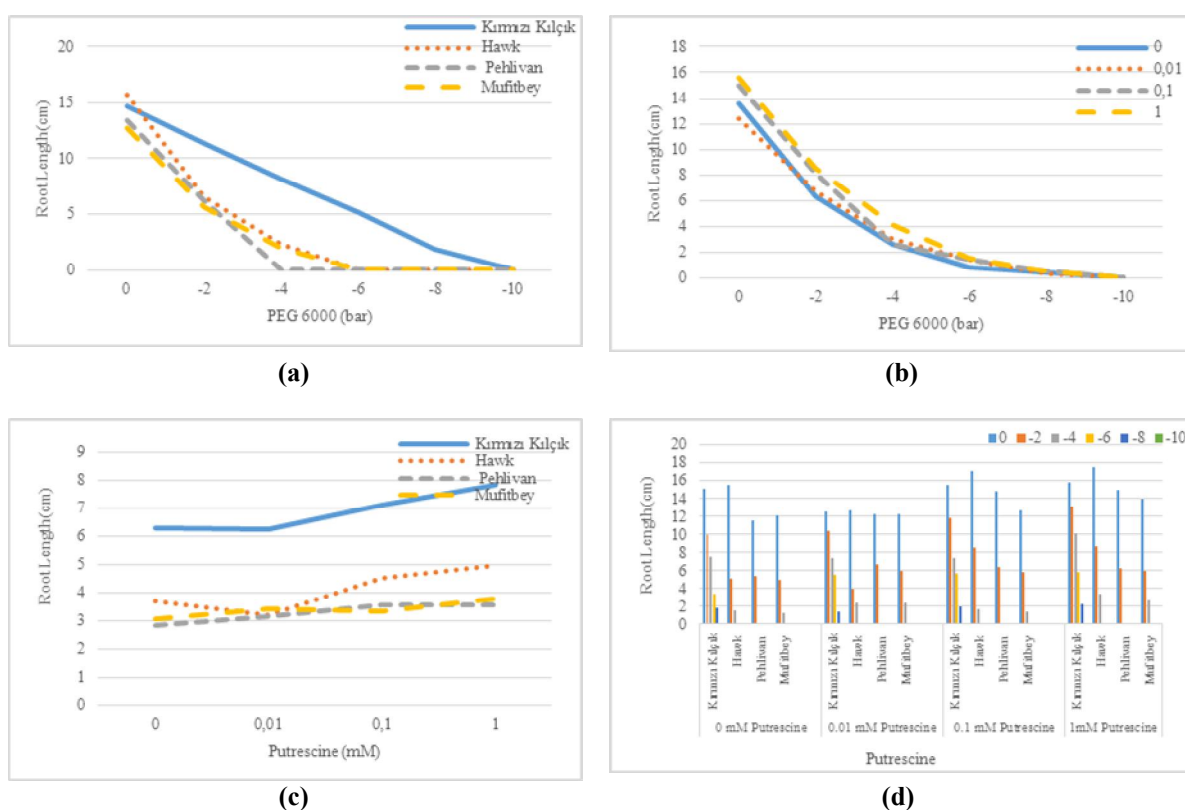 Kırmızı Kılçık
Hawk
Pehlivan
Mufitbey
20
15
10
5
0
Root Length(cm)
0 -2 -4 -6 -8 -10
PEG 6000 (bar)
(a)
0
0,01
0,1
1
18
16
14
12
10
8
6
4
2
0
Root Length(cm)
0 -2 -4 -6 -8 -10
PEG 6000 (bar)
(b)
Kırmızı Kılçık
Hawk
Pehlivan
Mufitbey
9
8
7
6
5
4
3
2
1
0
Root Length(cm)
0 0,01 0,1 1
Putrescine (mM)
(c)
0 -2 -4 -6 -8 -10
20
18
16
14
12
10
8
6
4
2
0
Root Length(cm)
Kırmızı Kılçık Hawk Pehlivan Mufitbey Kırmızı Kılçık Hawk Pehlivan Mufitbey Kırmızı Kılçık Hawk Pehlivan Mufitbey Kırmızı Kılçık Hawk Pehlivan Mufitbey
0 mM Putrescine 0.01 mM Putrescine 0.1 mM Putrescine 1mM Putrescine
Putrescine
(d)